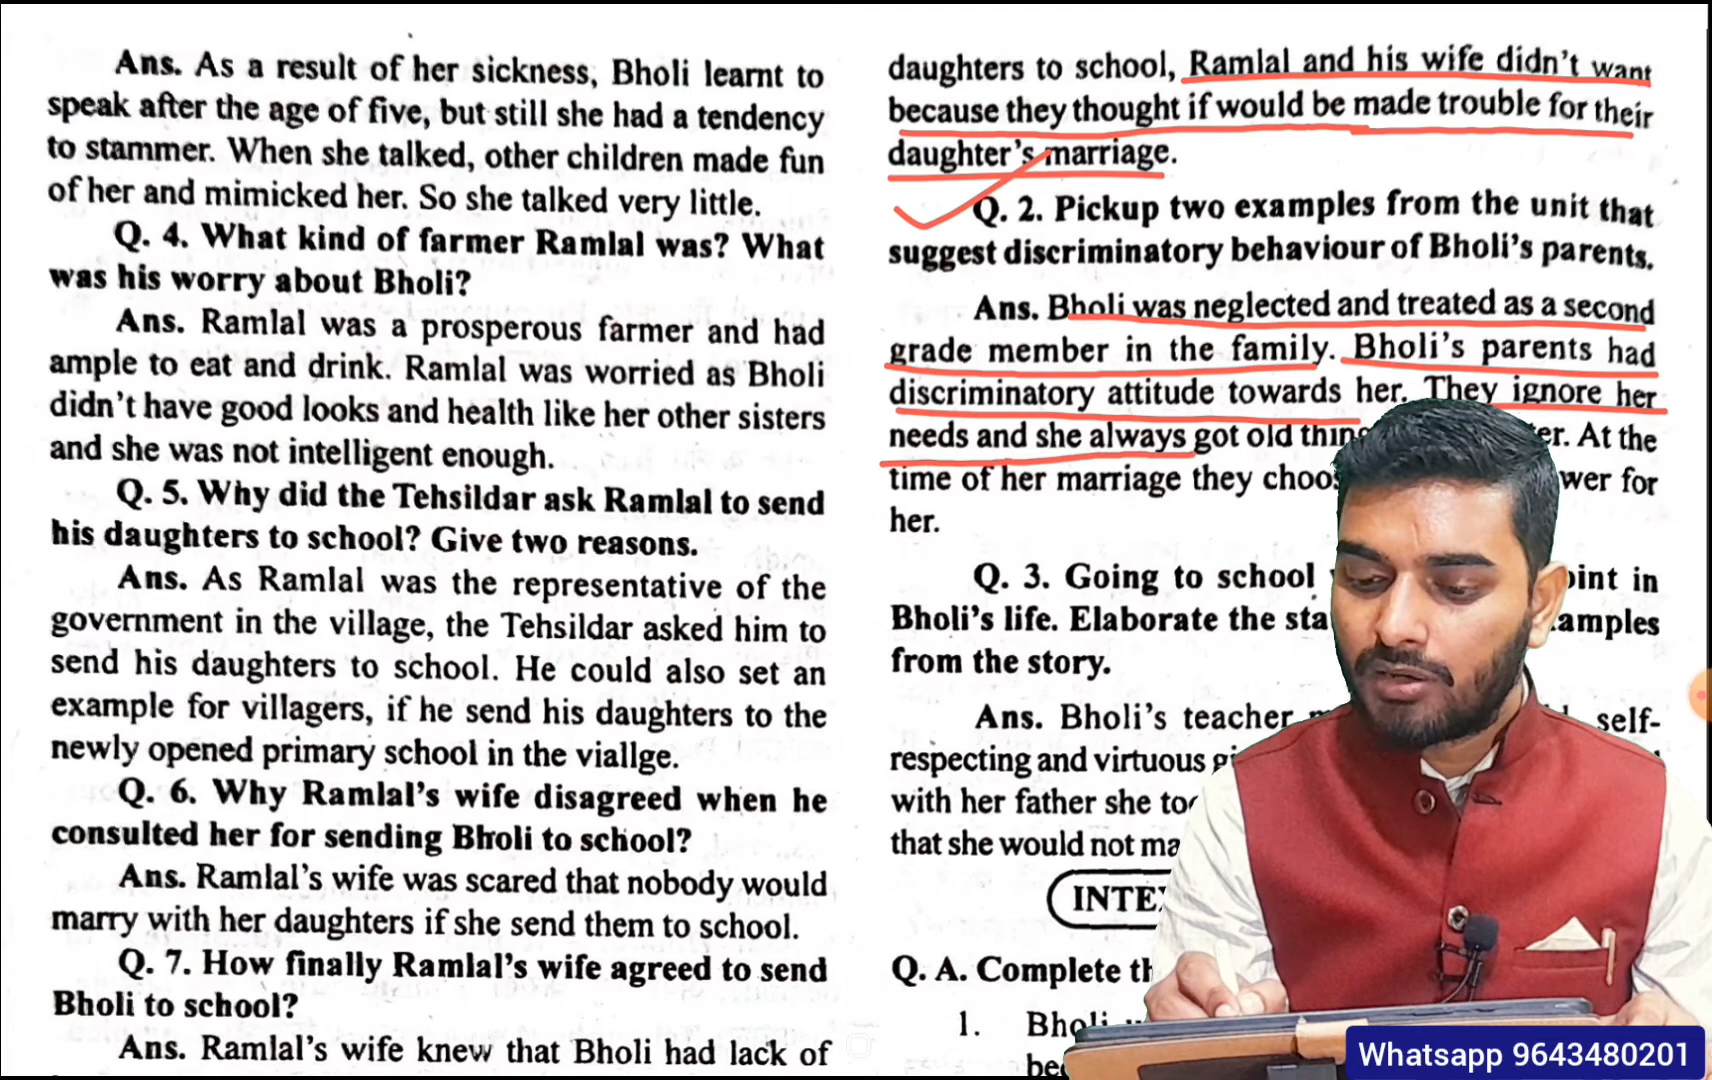 Ans. As a result of her sickness, Bholi learnt to
speak after the age of five, but still she had a tendency
to stammer. When she talked, other children made fun
of her and mimicked her. So she talked very little.
Q. 4. What kind of farmer Ramlal was? What
was his worry about Bholi?
Ans. Ramlal was a prosperous farmer and had
ample to eat and drink. Ramlal was worried as Bholi
didn't have good looks and health like her other sisters
and she was not intelligent enough.
Q. 5. Why did the Tehsildar ask Ramlal to send
his daughters to school? Give two reasons.
Ans. As Ramlal was the representative of the
government in the village, the Tehsildar asked him to
send his daughters to school. He could also set an
example for villagers, if he send his daughters to the
newly opened primary school in the viallge.
Q. 6. Why Ramlal's wife disagreed when he
consulted her for sending Bholi to school?
Ans. Ramlal's wife was scared that nobody would
marry with her daughters if she send them to school.
Q. 7. How finally Ramlal's wife agreed to send
Bholi to school?
Ans. Ramlal's wife knew that Bholi had lack of
daughters to school, Ramlal and his wife didn't want
because they thought if would be made trouble for their
daughter's marriage.
Q. 2. Pickup two examples from the unit that
suggest discriminatory behaviour of Bholi's parents.
Ans. Bholi was neglected and treated as a second
grade member in the family. Bholi's parents had
discriminatory attitude towards her. They ignore her
needs and she always got old At the
time of her marriage they for
her.
Q. 3. Going to school in
Bholi's life. Elaborate the
from the story.
Ans. Bholi's teacher self-
respecting and virtuous
with her father she
that she would not
Q. A. Complete
1. Bholi
Whatsapp 9643480201